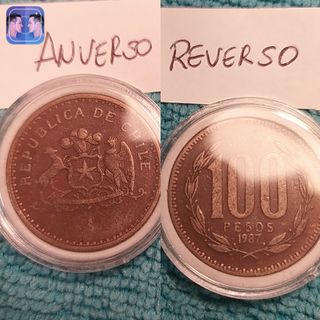 ANVERSO
REPUBLICA DE CHILE
REVERSO
100
PESOS
1987